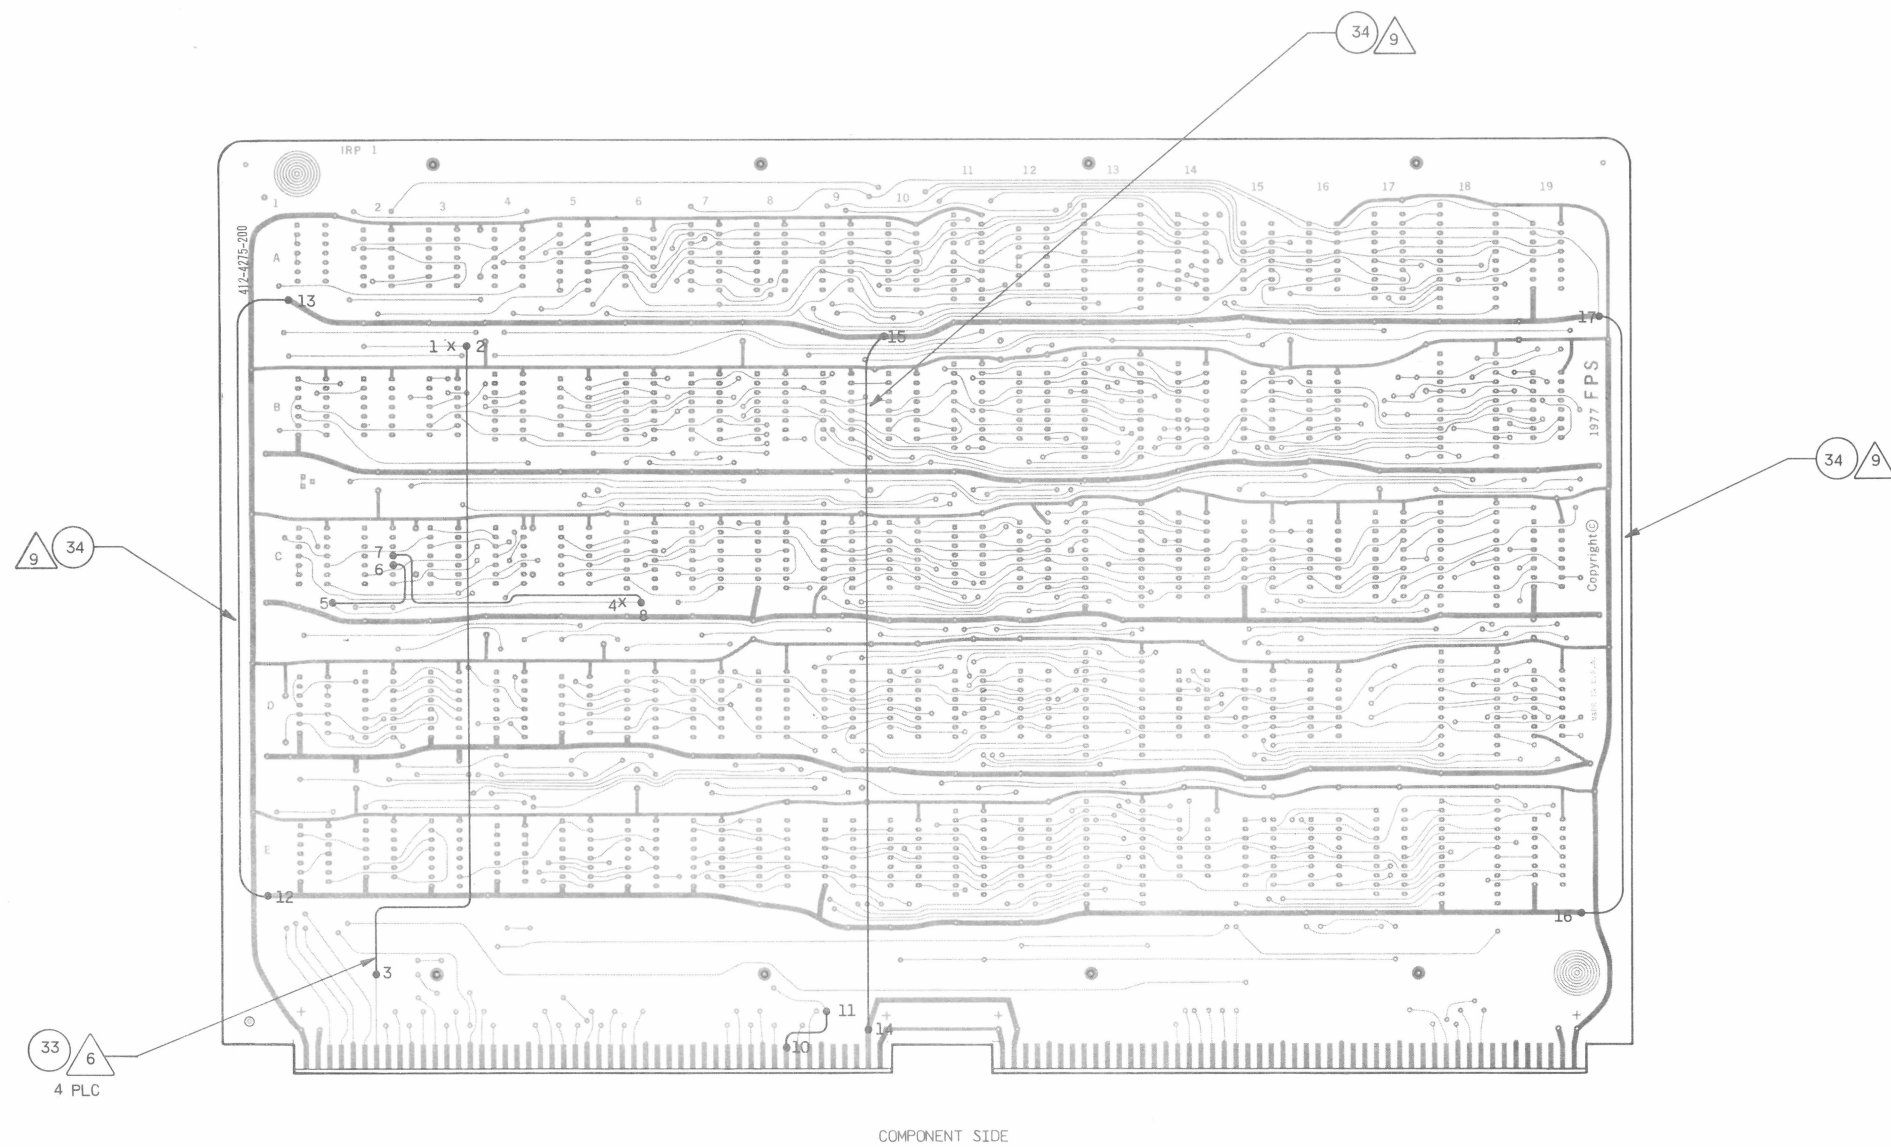 34 9
IRP 1
11 12 13 14
15 16 17 18 19
1 2 3 4 5 6 7 8 9 10
412-4275-200
A
13
15
17
1 x 2
B
1977 FPS
34 9
9 34
C
7
6
5
4x
8
Copyright©
D
MADE IN U.S.A.
E
12
16
3
11
14
10
+ + + +
33 6
4 PLC
COMPONENT SIDE